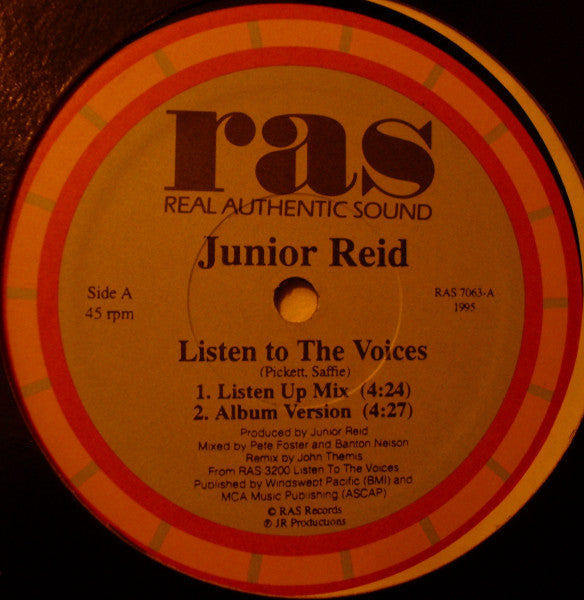 ras
REAL AUTHENTIC SOUND
Junior Reid
Side A
45 rpm
RAS 7063-A
1995
Listen to The Voices
(Pickett, Saffie)
1. Listen Up Mix (4:24)
2. Album Version (4:27)
Produced by Junior Reid
Mixed by Pete Foster and Banton Nelson
Remix by John Themis
From RAS 3200 Listen To The Voices
Published by Windswept Pacific (BMI) and
MCA Music Publishing (ASCAP)
© RAS Records
℗ JR Productions